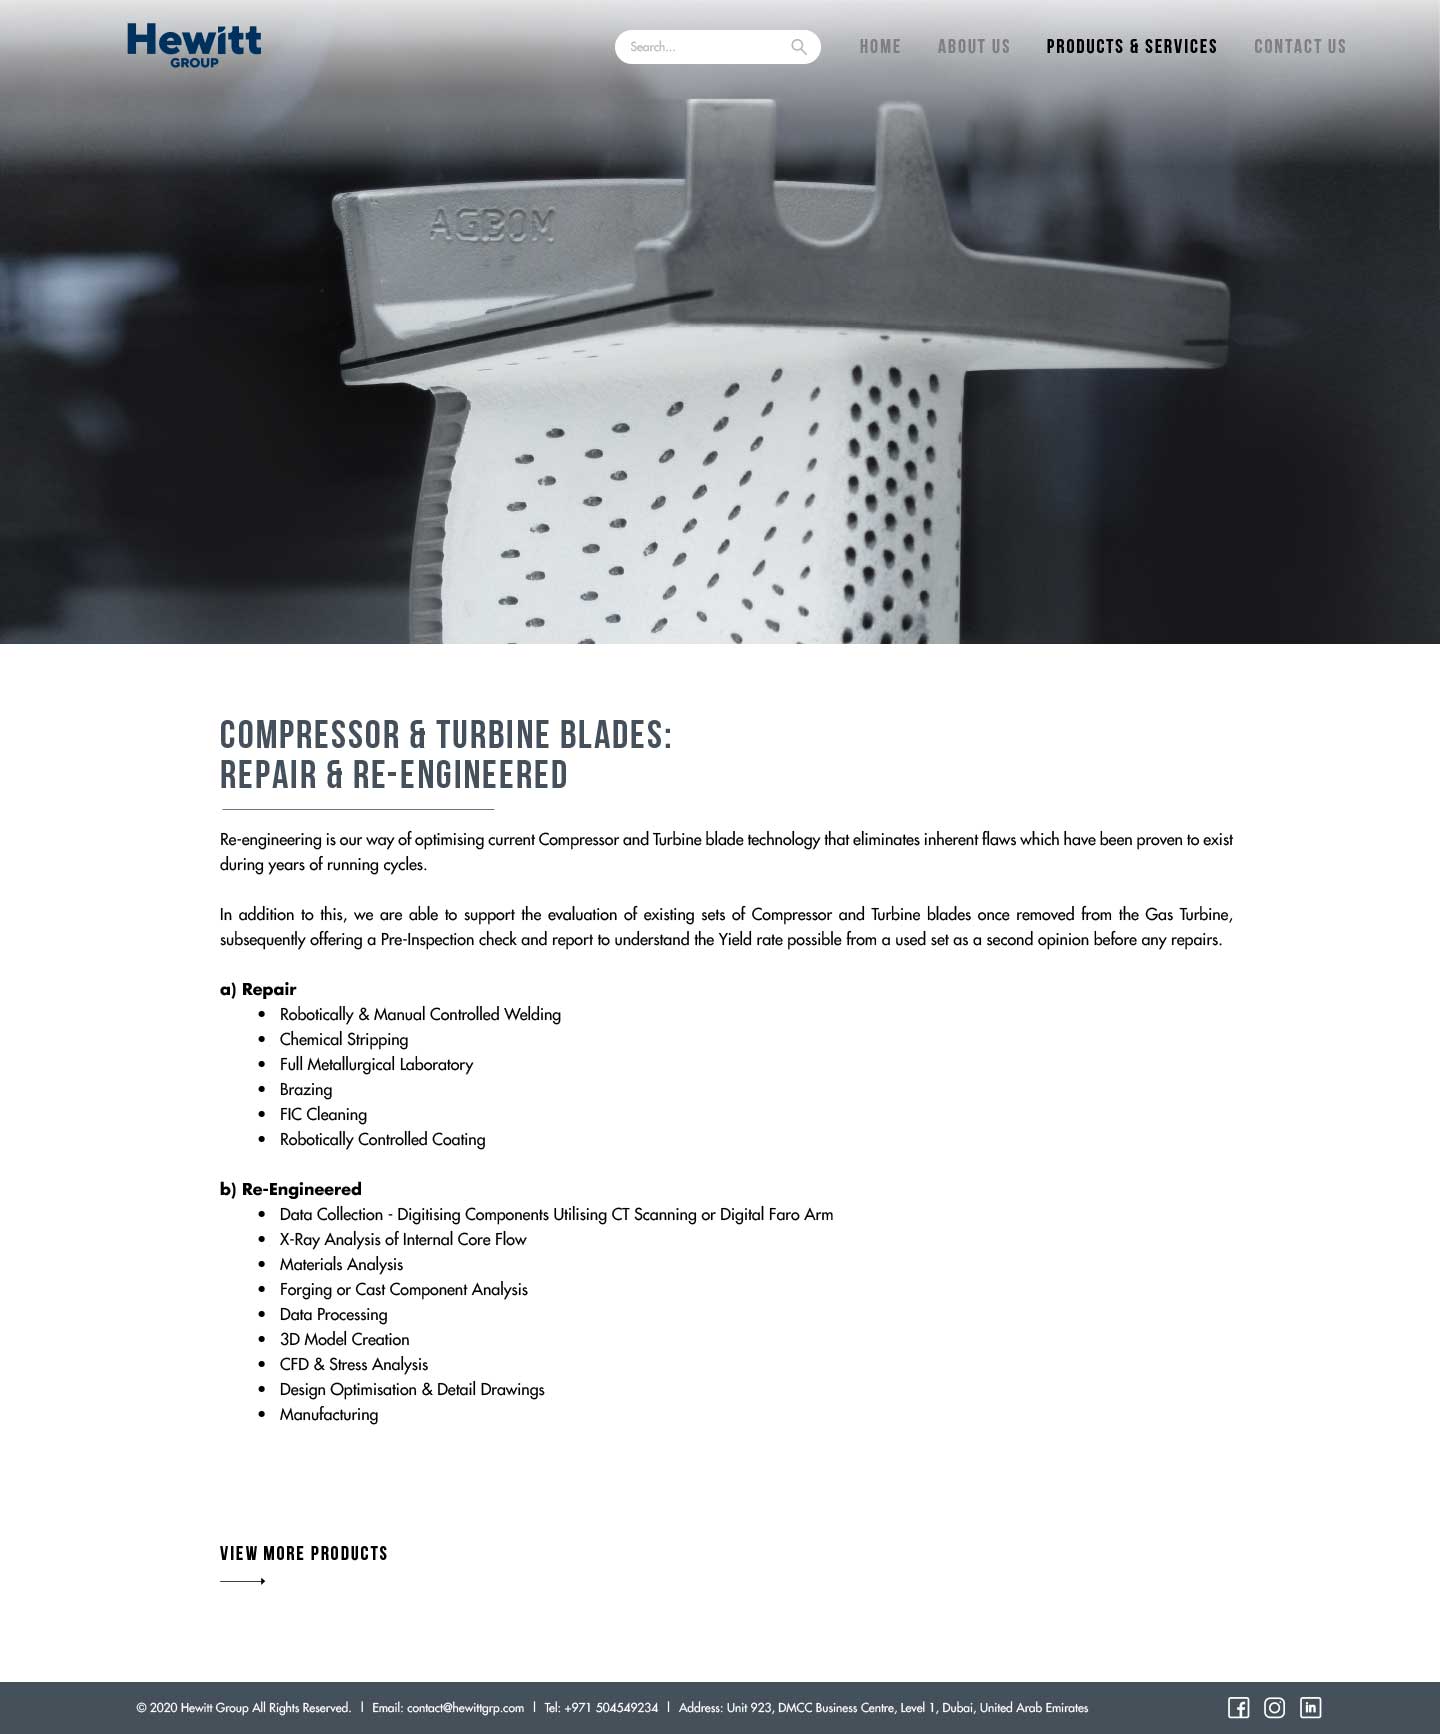 Hewitt
GROUP
Search...
HOME
ABOUT US
PRODUCTS & SERVICES
CONTACT US
AGBOM
COMPRESSOR & TURBINE BLADES:
REPAIR & RE-ENGINEERED
Re-engineering is our way of optimising current Compressor and Turbine blade technology that eliminates inherent flaws which have been proven to exist
during years of running cycles.
In addition to this, we are able to support the evaluation of existing sets of Compressor and Turbine blades once removed from the Gas Turbine,
subsequently offering a Pre-Inspection check and report to understand the Yield rate possible from a used set as a second opinion before any repairs.
a) Repair
• Robotically & Manual Controlled Welding
• Chemical Stripping
• Full Metallurgical Laboratory
• Brazing
• FIC Cleaning
• Robotically Controlled Coating
b) Re-Engineered
• Data Collection - Digitising Components Utilising CT Scanning or Digital Faro Arm
• X-Ray Analysis of Internal Core Flow
• Materials Analysis
• Forging or Cast Component Analysis
• Data Processing
• 3D Model Creation
• CFD & Stress Analysis
• Design Optimisation & Detail Drawings
• Manufacturing
VIEW MORE PRODUCTS
© 2020 Hewitt Group All Rights Reserved. | Email: contact@hewittgrp.com | Tel: +971 504549234 | Address: Unit 923, DMCC Business Centre, Level 1, Dubai, United Arab Emirates